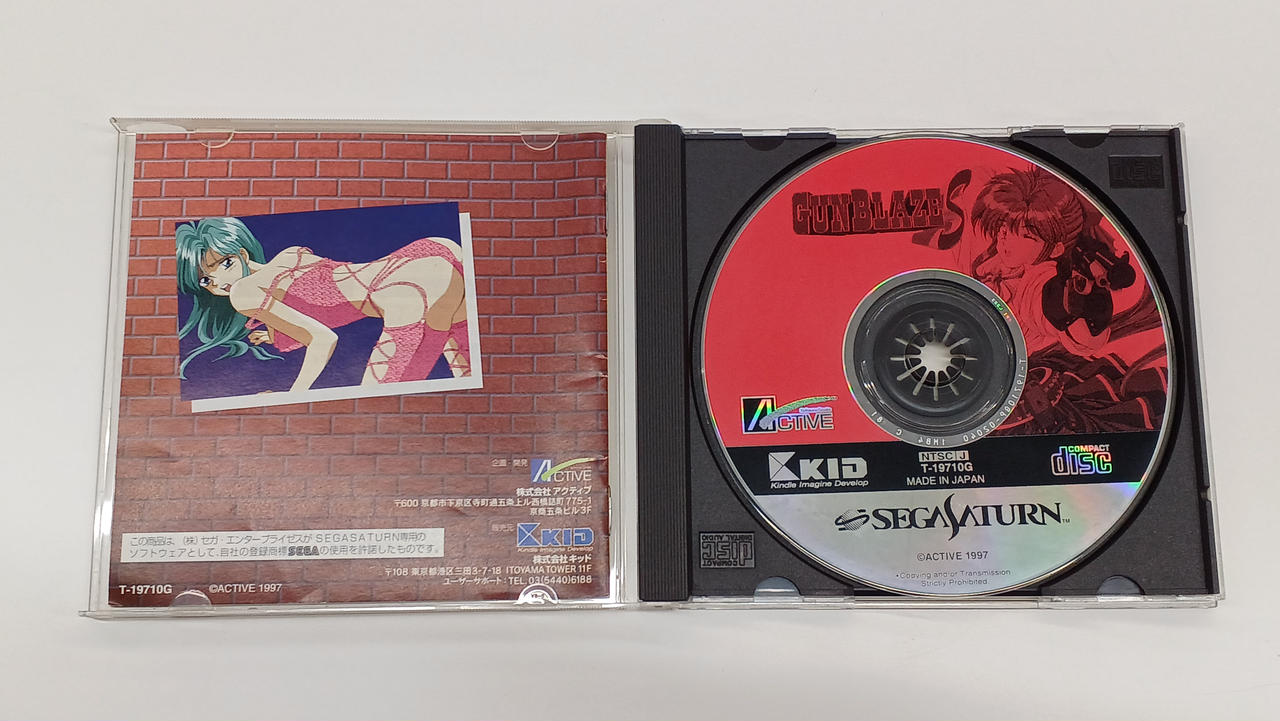 企画・開発 ACTIVE
株式会社 アクティブ
〒600 京都市下京区寺町通五条上ル西橋詰町 775-1
京商五条ビル 3F
販売元 KID
Kindle Imagine Develop
株式会社キッド
〒108 東京都港区三田3-7-18 ITOYAMA TOWER 11F
ユーザーサポート:TEL. 03(5440)6188
この商品は、(株)セガ・エンタープライゼスがSEGASATURN専用の
ソフトウェアとして、自社の登録商標SEGAの使用を許諾したものです。
T-19710G ©ACTIVE 1997
GUNBLAZE S
ACTIVE
KID
Kindle Imagine Develop
NTSC J
T-19710G
MADE IN JAPAN
COMPACT
disc
SEGASATURN™
©ACTIVE 1997
•Copying and/or Transmission
Strictly Prohibited.
COMPACT
disc
DIGITAL AUDIO